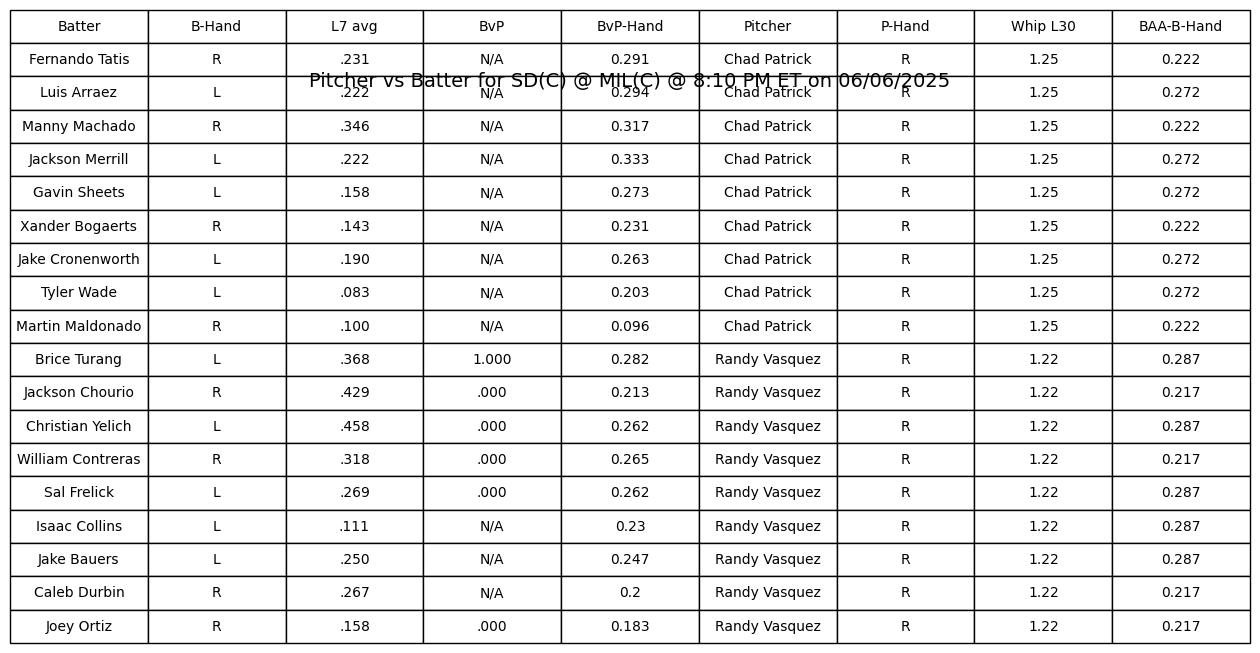 Batter B-Hand L7 avg BvP BvP-Hand Pitcher P-Hand Whip L30 BAA-B-Hand
Fernando Tatis R .231 N/A 0.291 Chad Patrick R 1.25 0.222
Pitcher vs Batter for SD(C) @ MIL(C) @ 8:10 PM ET on 06/06/2025
Luis Arraez L .222 N/A 0.294 Chad Patrick R 1.25 0.272
Manny Machado R .346 N/A 0.317 Chad Patrick R 1.25 0.222
Jackson Merrill L .222 N/A 0.333 Chad Patrick R 1.25 0.272
Gavin Sheets L .158 N/A 0.273 Chad Patrick R 1.25 0.272
Xander Bogaerts R .143 N/A 0.231 Chad Patrick R 1.25 0.222
Jake Cronenworth L .190 N/A 0.263 Chad Patrick R 1.25 0.272
Tyler Wade L .083 N/A 0.203 Chad Patrick R 1.25 0.272
Martin Maldonado R .100 N/A 0.096 Chad Patrick R 1.25 0.222
Brice Turang L .368 1.000 0.282 Randy Vasquez R 1.22 0.287
Jackson Chourio R .429 .000 0.213 Randy Vasquez R 1.22 0.217
Christian Yelich L .458 .000 0.262 Randy Vasquez R 1.22 0.287
William Contreras R .318 .000 0.265 Randy Vasquez R 1.22 0.217
Sal Frelick L .269 .000 0.262 Randy Vasquez R 1.22 0.287
Isaac Collins L .111 N/A 0.23 Randy Vasquez R 1.22 0.287
Jake Bauers L .250 N/A 0.247 Randy Vasquez R 1.22 0.287
Caleb Durbin R .267 N/A 0.2 Randy Vasquez R 1.22 0.217
Joey Ortiz R .158 .000 0.183 Randy Vasquez R 1.22 0.217